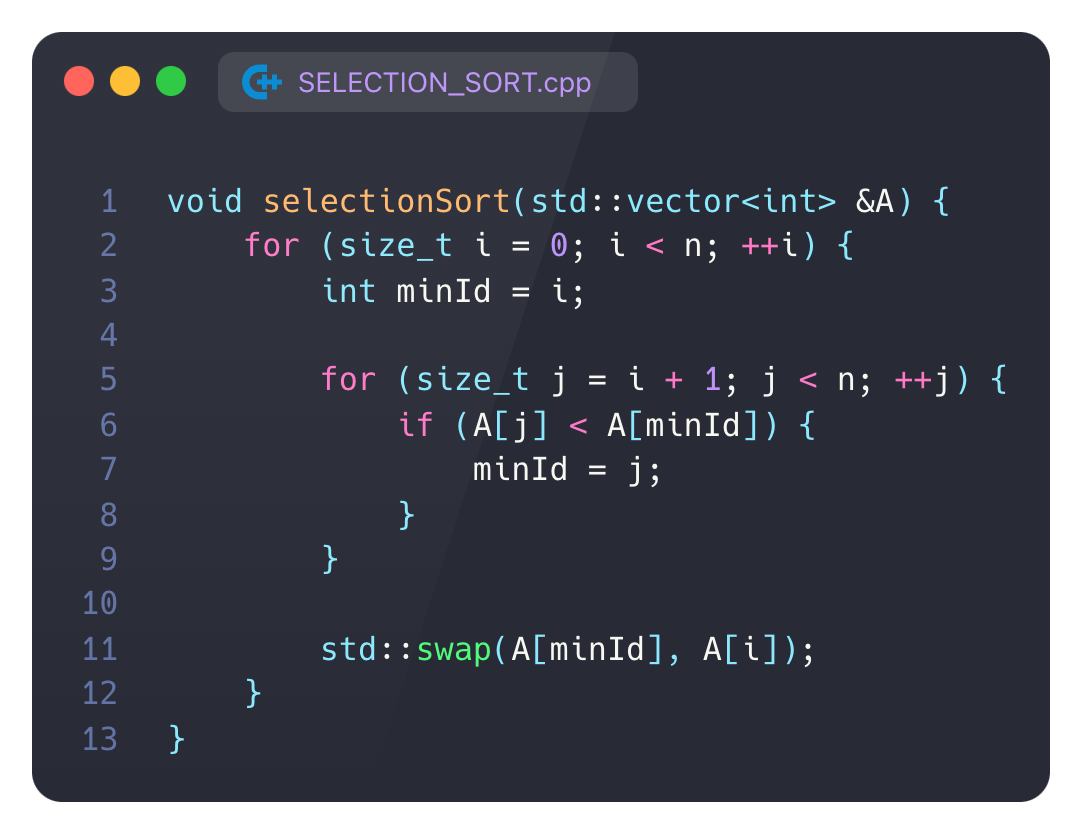 SELECTION_SORT.cpp
1 void selectionSort(std::vector<int> &A) {
2     for (size_t i = 0; i < n; ++i) {
3         int minId = i;
4
5         for (size_t j = i + 1; j < n; ++j) {
6             if (A[j] < A[minId]) {
7                 minId = j;
8             }
9         }
10
11         std::swap(A[minId], A[i]);
12     }
13 }